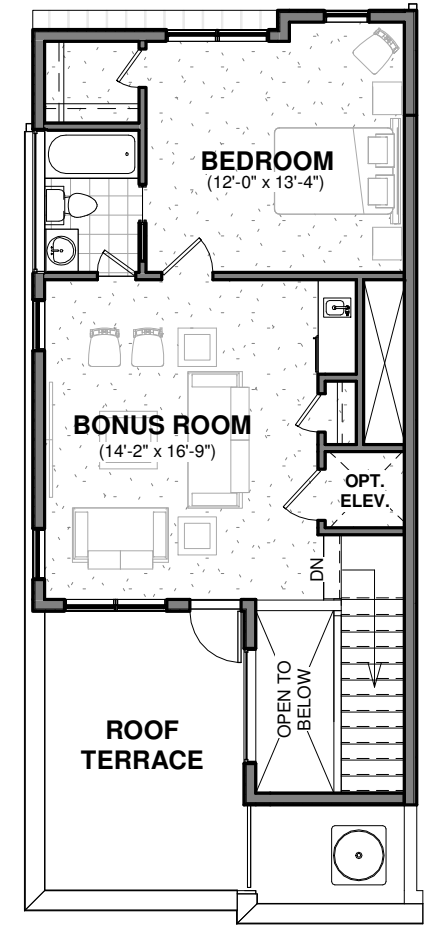 BEDROOM
(12'-0" x 13'-4")
BONUS ROOM
(14'-2" x 16'-9")
OPT.
ELEV.
DN
OPEN TO
BELOW
ROOF
TERRACE